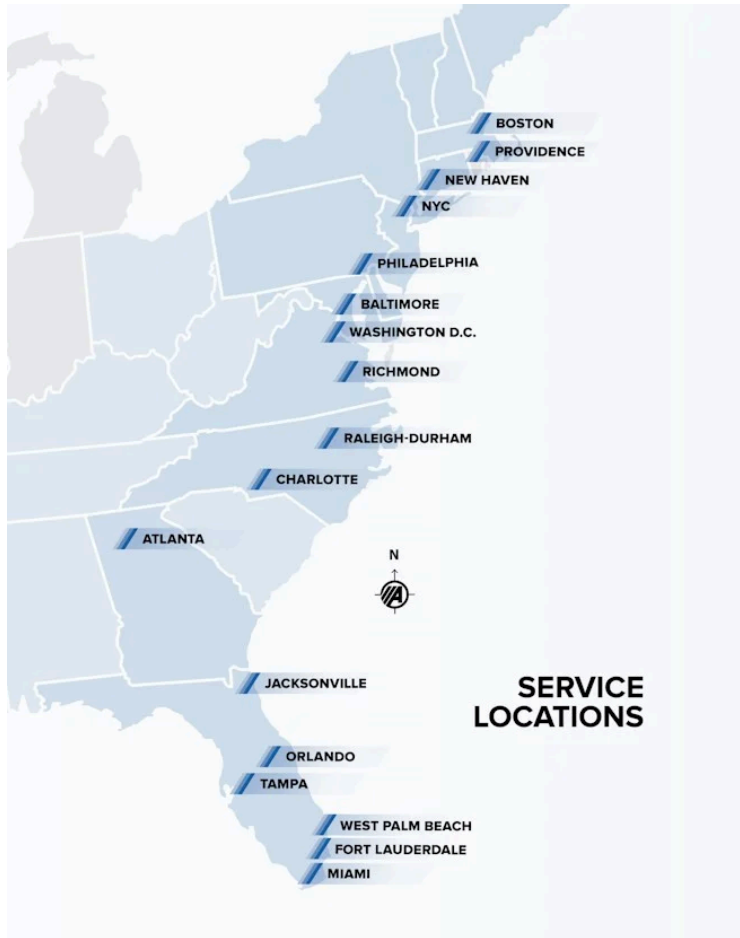 BOSTON
PROVIDENCE
NEW HAVEN
NYC
PHILADELPHIA
BALTIMORE
WASHINGTON D.C.
RICHMOND
RALEIGH-DURHAM
CHARLOTTE
ATLANTA
N
A
JACKSONVILLE
SERVICE
LOCATIONS
ORLANDO
TAMPA
WEST PALM BEACH
FORT LAUDERDALE
MIAMI